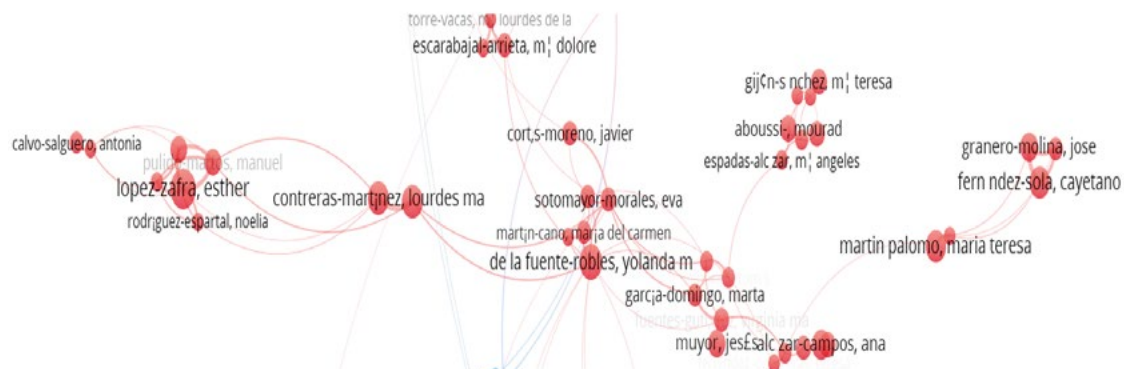 torre-vacas, m¦ lourdes de la
escarabajal-arrieta, m¦ dolore
gij¢n-s nchez, m¦ teresa
cort,s-moreno, javier
aboussi-, mourad
calvo-salguero, antonia
granero-molina, jose
espadas-alc zar, m¦ angeles
manuel
lopez-zafra, esther
fern ndez-sola, cayetano
contreras-mart¡nez, lourdes ma
sotomayor-morales, eva
rodr¡guez-espartal, noelia
mart¡n-cano, mar¡a del carmen
martin palomo, maria teresa
de la fuente-robles, yolanda m
garc¡a-domingo, marta
virginia ma
muyor, jes£s
alc zar-campos, ana